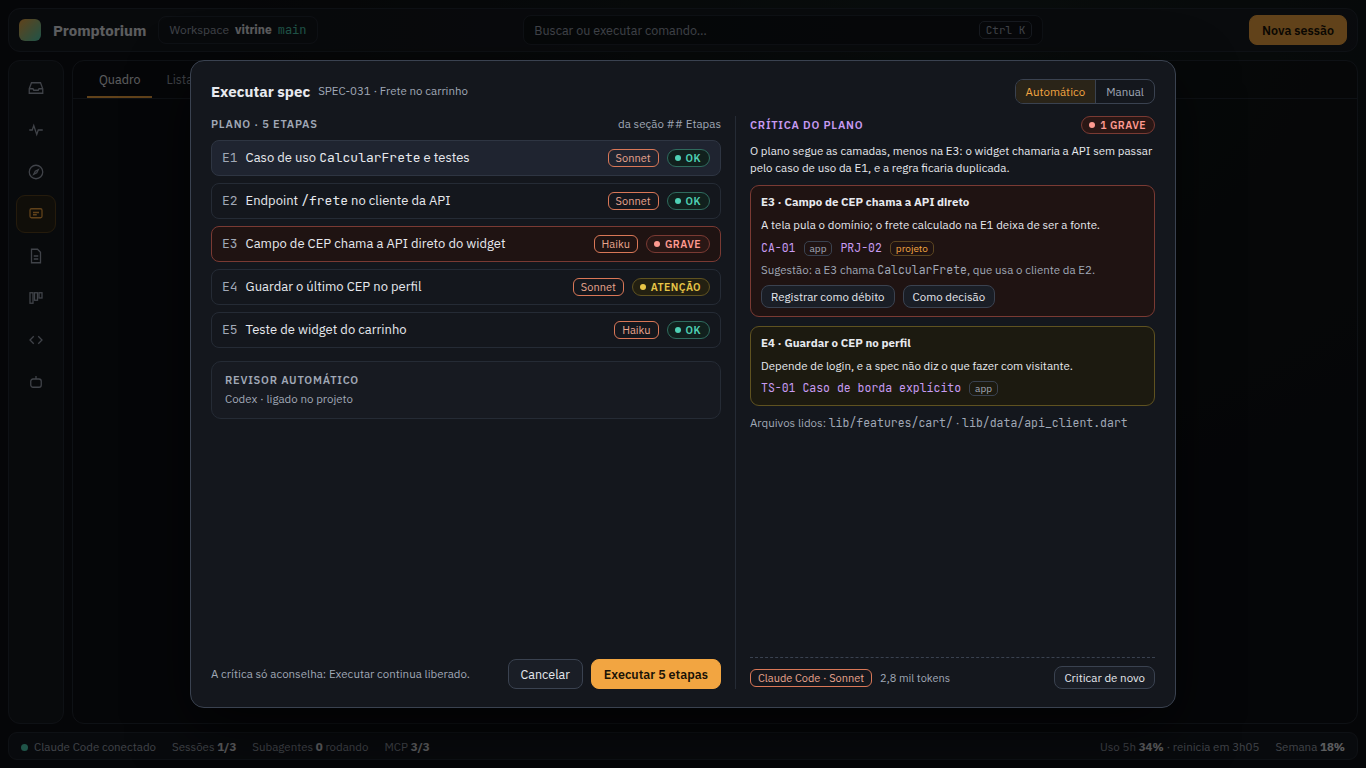 Promptorium
Workspace vitrine main
Buscar ou executar comando...
Ctrl K
Nova sessão
Quadro
Lista
Executar spec
SPEC-031 · Frete no carrinho
Automático
Manual
PLANO · 5 ETAPAS
da seção ## Etapas
E1 Caso de uso CalcularFrete e testes
Sonnet
OK
E2 Endpoint /frete no cliente da API
Sonnet
OK
E3 Campo de CEP chama a API direto do widget
Haiku
GRAVE
E4 Guardar o último CEP no perfil
Sonnet
ATENÇÃO
E5 Teste de widget do carrinho
Haiku
OK
REVISOR AUTOMÁTICO
Codex · ligado no projeto
A crítica só aconselha: Executar continua liberado.
Cancelar
Executar 5 etapas
CRÍTICA DO PLANO
1 GRAVE
O plano segue as camadas, menos na E3: o widget chamaria a API sem passar
pelo caso de uso da E1, e a regra ficaria duplicada.
E3 · Campo de CEP chama a API direto
A tela pula o domínio; o frete calculado na E1 deixa de ser a fonte.
CA-01 app PRJ-02 projeto
Sugestão: a E3 chama CalcularFrete, que usa o cliente da E2.
Registrar como débito
Como decisão
E4 · Guardar o CEP no perfil
Depende de login, e a spec não diz o que fazer com visitante.
TS-01 Caso de borda explícito app
Arquivos lidos: lib/features/cart/ · lib/data/api_client.dart
Claude Code · Sonnet
2,8 mil tokens
Criticar de novo
Claude Code conectado
Sessões 1/3
Subagentes 0 rodando
MCP 3/3
Uso 5h 34% · reinicia em 3h05
Semana 18%